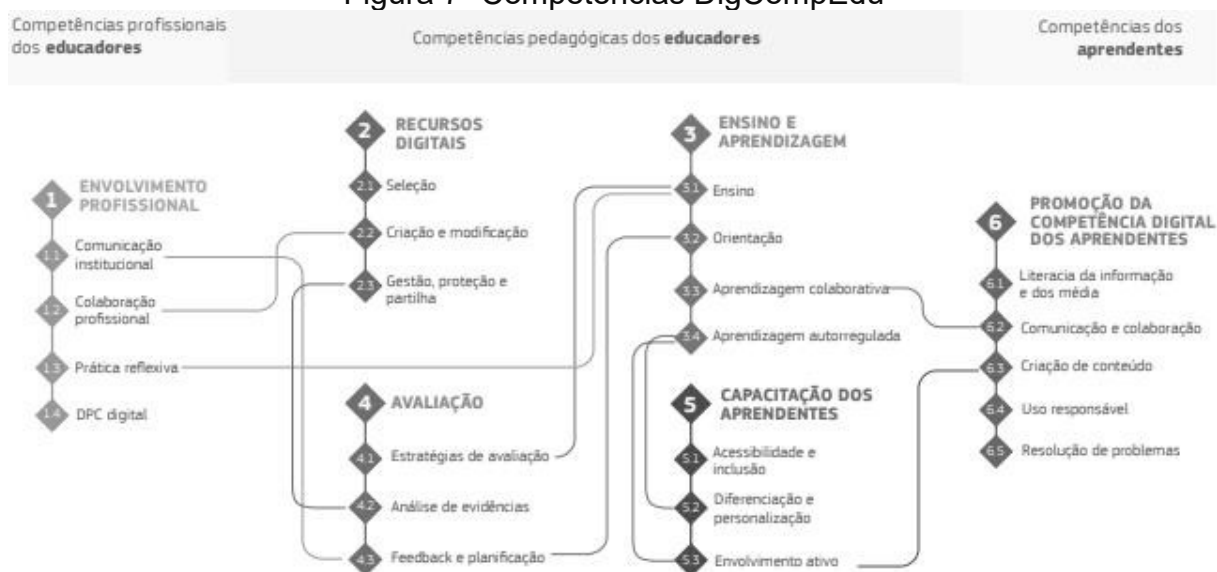 Figura 7- Competências DigCompEdu
Competências profissionais
dos educadores
Competências pedagógicas dos educadores
Competências dos
aprendentes
1
ENVOLVIMENTO
PROFISSIONAL
1.1
Comunicação
institucional
1.2
Colaboração
profissional
1.3
Prática reflexiva
1.4
DPC digital
2
RECURSOS
DIGITAIS
2.1
Seleção
2.2
Criação e modificação
2.3
Gestão, proteção e
partilha
3
ENSINO E
APRENDIZAGEM
3.1
Ensino
3.2
Orientação
3.3
Aprendizagem colaborativa
3.4
Aprendizagem autorregulada
4
AVALIAÇÃO
4.1
Estratégias de avaliação
4.2
Análise de evidências
4.3
Feedback e planificação
5
CAPACITAÇÃO DOS
APRENDENTES
5.1
Acessibilidade e
inclusão
5.2
Diferenciação e
personalização
5.3
Envolvimento ativo
6
PROMOÇÃO DA
COMPETÊNCIA DIGITAL
DOS APRENDENTES
6.1
Literacia da informação
e dos média
6.2
Comunicação e colaboração
6.3
Criação de conteúdo
6.4
Uso responsável
6.5
Resolução de problemas